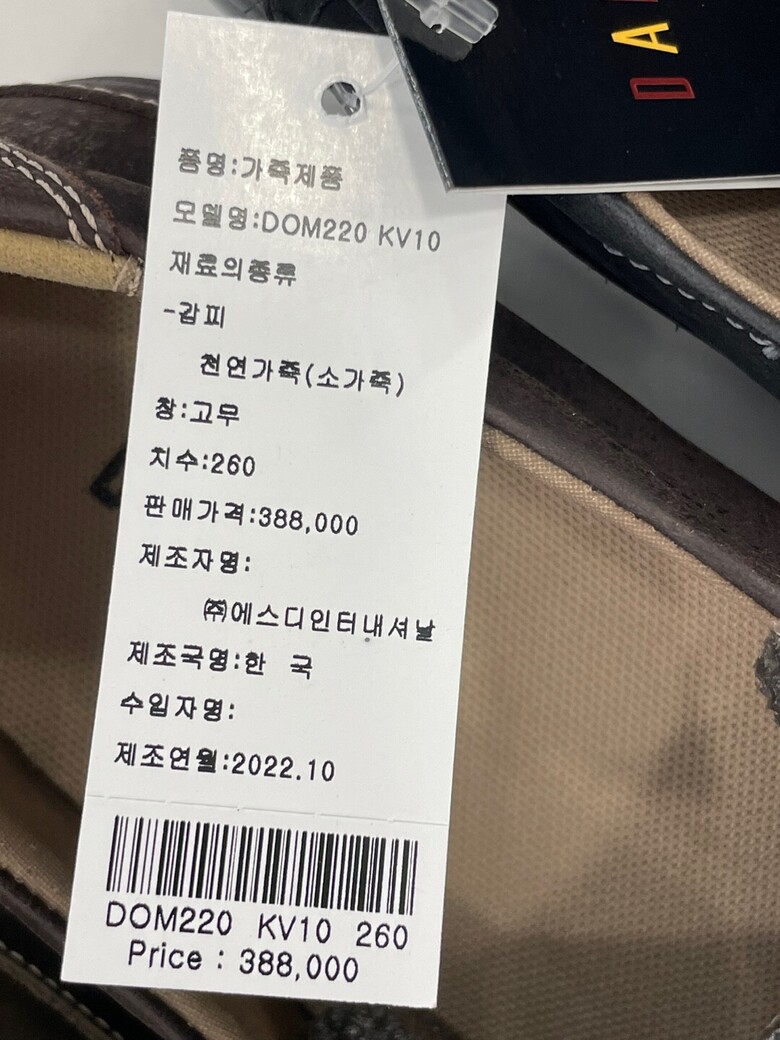 DA
품명:가죽제품
모델명:DOM220 KV10
재료의종류
-갑피
천연가죽(소가죽)
창:고무
치수:260
판매가격:388,000
제조자명:
㈜에스디인터내셔날
제조국명:한 국
수입자명:
제조연월:2022.10
DOM220 KV10 260
Price : 388,000